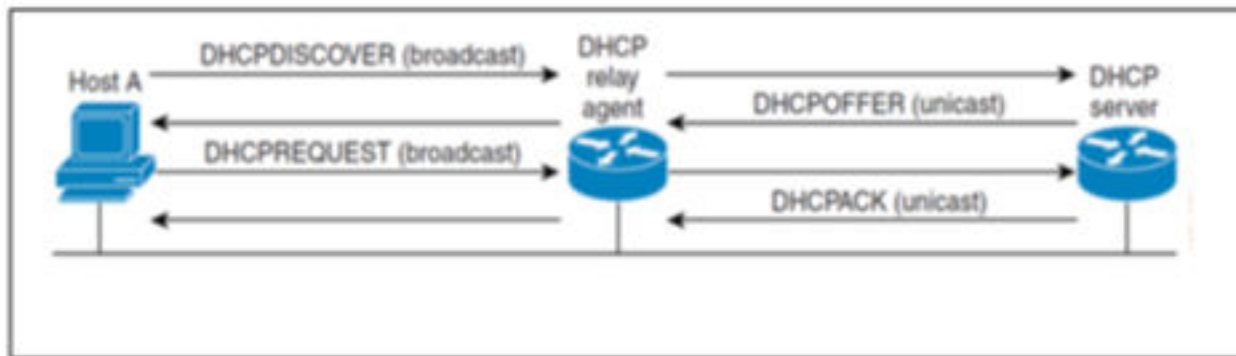 DHCPDISCOVER (broadcast)
DHCP
relay
agent
Host A
DHCP
server
DHCPOFFER (unicast)
DHCPREQUEST (broadcast)
DHCPACK (unicast)